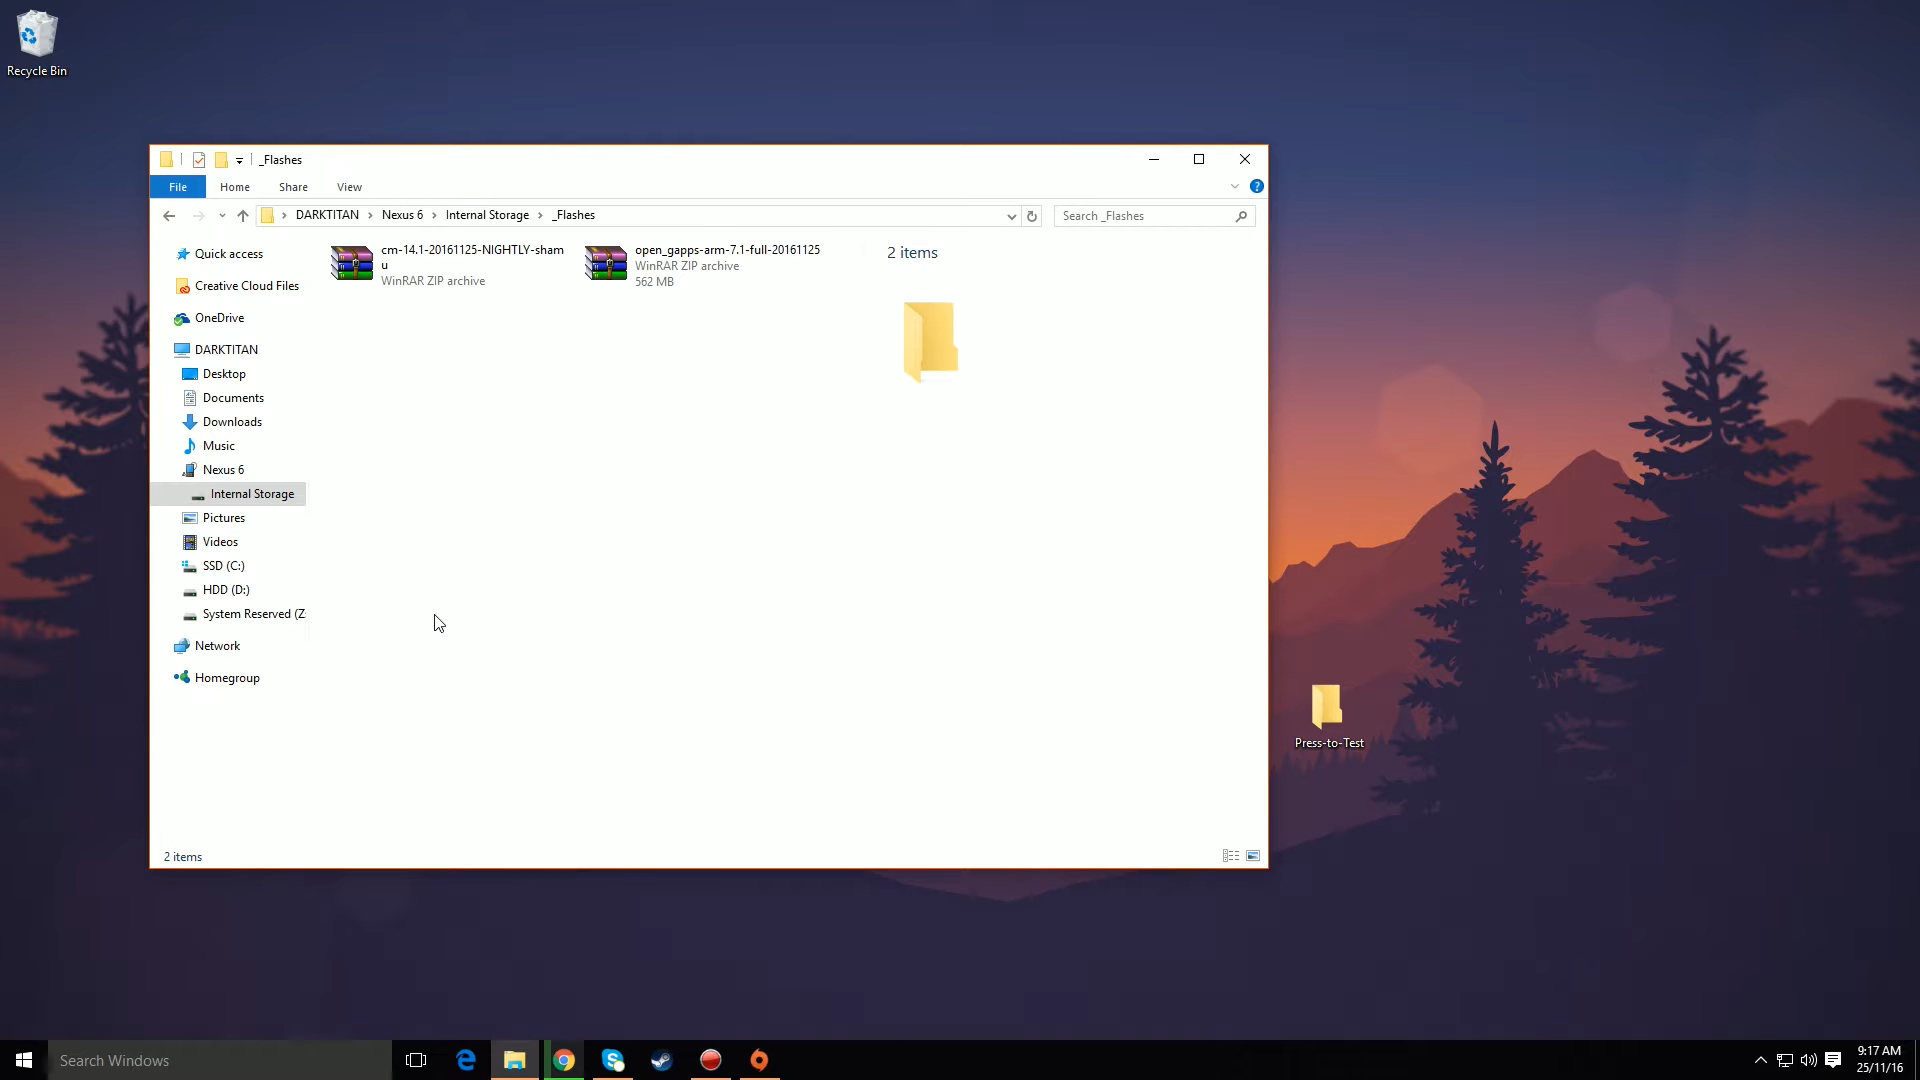 Recycle Bin
_Flashes
File Home Share View
DARKTITAN Nexus 6 Internal Storage _Flashes
Search _Flashes
Quick access
Creative Cloud Files
OneDrive
DARKTITAN
Desktop
Documents
Downloads
Music
Nexus 6
Internal Storage
Pictures
Videos
SSD (C:)
HDD (D:)
System Reserved (Z
Network
Homegroup
cm-14.1-20161125-NIGHTLY-sham
u
WinRAR ZIP archive
open_gapps-arm-7.1-full-20161125
WinRAR ZIP archive
562 MB
2 items
2 items
Press-to-Test
Search Windows
9:17 AM
25/11/16